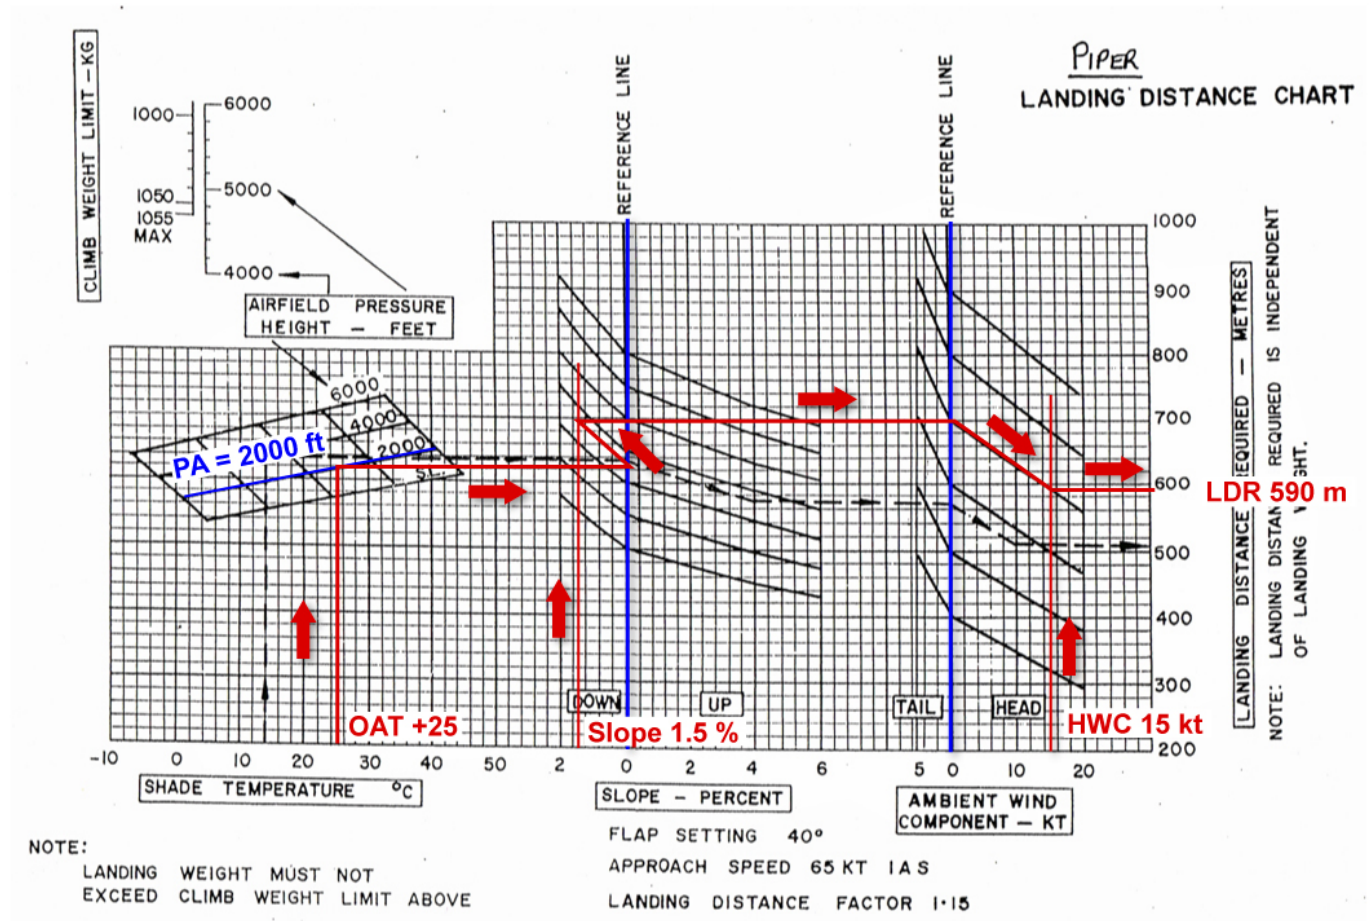 PIPER
LANDING DISTANCE CHART
CLIMB WEIGHT LIMIT – KG
1000
1050
1055
MAX
6000
5000
4000
AIRFIELD PRESSURE
HEIGHT – FEET
REFERENCE LINE
REFERENCE LINE
6000
4000
2000
S.L.
PA = 2000 ft
1000
900
800
700
600
500
400
300
200
LANDING DISTANCE REQUIRED – METRES
NOTE: LANDING DISTANCE REQUIRED IS INDEPENDENT
OF LANDING
LDR 590 m
DOWN
UP
TAIL
HEAD
OAT +25
Slope 1.5 %
HWC 15 kt
-10 0 10 20 30 40 50
2 0 2 4 6
5 0 10 20
SHADE TEMPERATURE °C
SLOPE – PERCENT
AMBIENT WIND
COMPONENT – KT
FLAP SETTING 40°
APPROACH SPEED 65 KT IAS
LANDING DISTANCE FACTOR 1·15
NOTE:
LANDING WEIGHT MUST NOT
EXCEED CLIMB WEIGHT LIMIT ABOVE